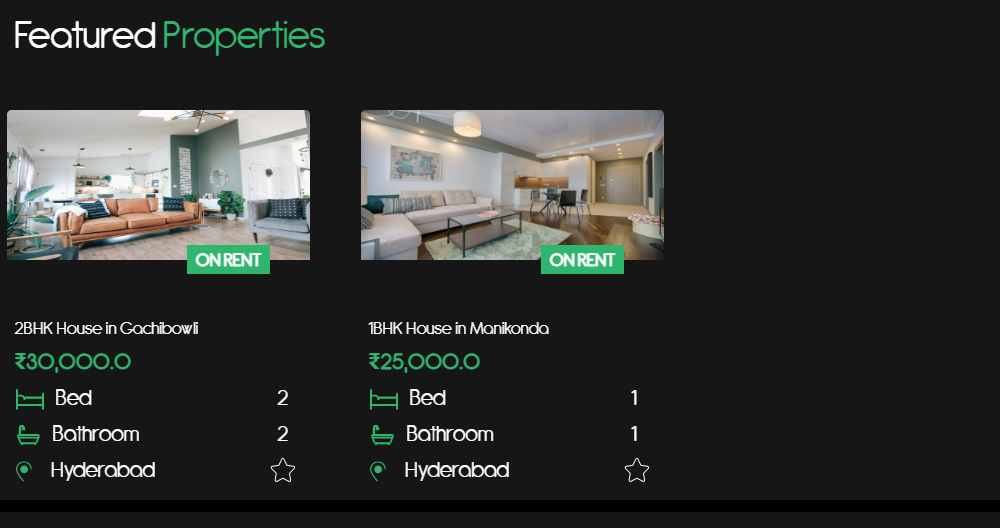 Featured Properties
ON RENT
2BHK House in Gachibowli
₹30,000.0
Bed 2
Bathroom 2
Hyderabad
ON RENT
1BHK House in Manikonda
₹25,000.0
Bed 1
Bathroom 1
Hyderabad